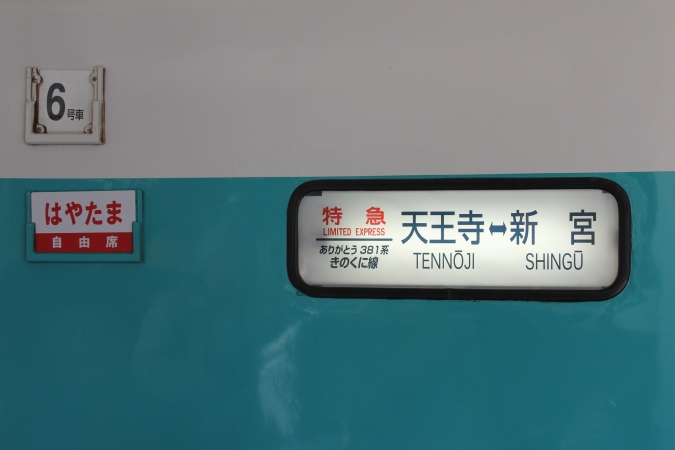 6号車
はやたま
自由席
特急
LIMITED EXPRESS
ありがとう381系
きのくに線
天王寺⬌新宮
TENNŌJI SHINGŪ